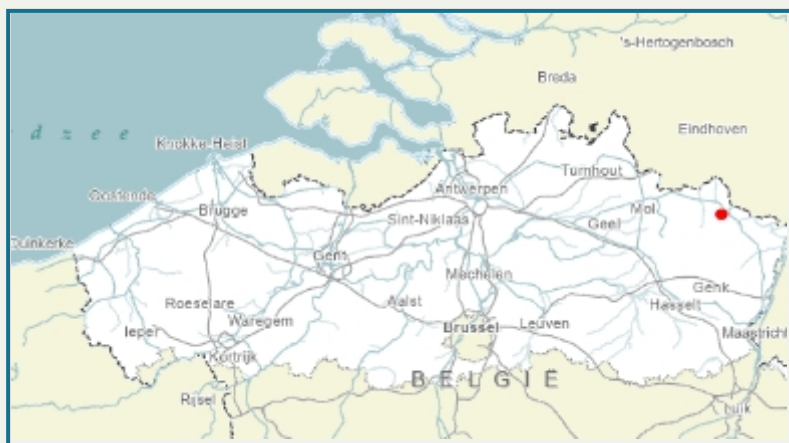 's-Hertogenbosch
Breda
Eindhoven
d z e e
Knokke-Heist
Turnhout
Antwerpen
Oostende
Brugge
Sint-Niklaas
Geel
Mol
Duinkerke
Gent
Mechelen
Genk
Roeselare
Aalst
Hasselt
Ieper
Waregem
Brussel
Leuven
Maastricht
Kortrijk
BELGIË
Rijsel
Luik